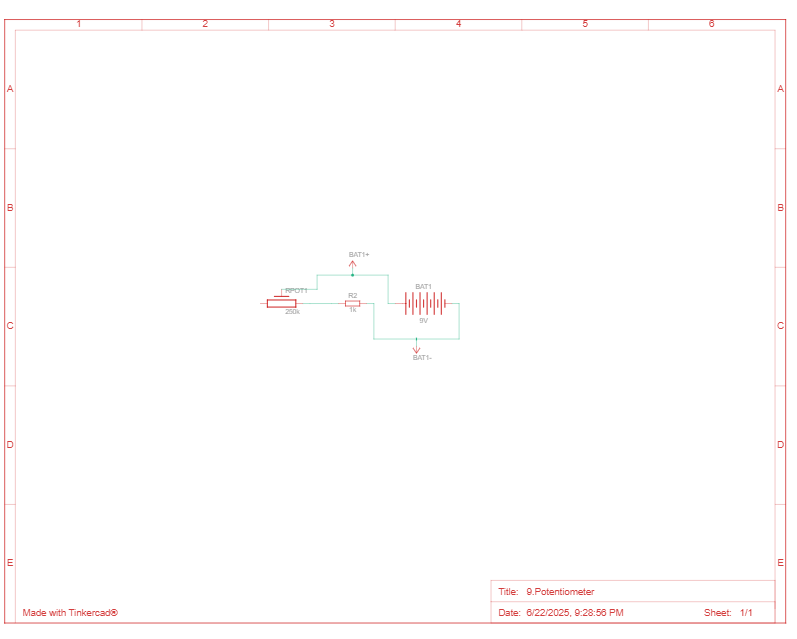 1 2 3 4 5 6
A A
B B
BAT1+
RPOT1 BAT1
R2
C C
250k 1k 9V
BAT1-
D D
E E
Title: 9.Potentiometer
Made with Tinkercad® Date: 6/22/2025, 9:28:56 PM Sheet: 1/1